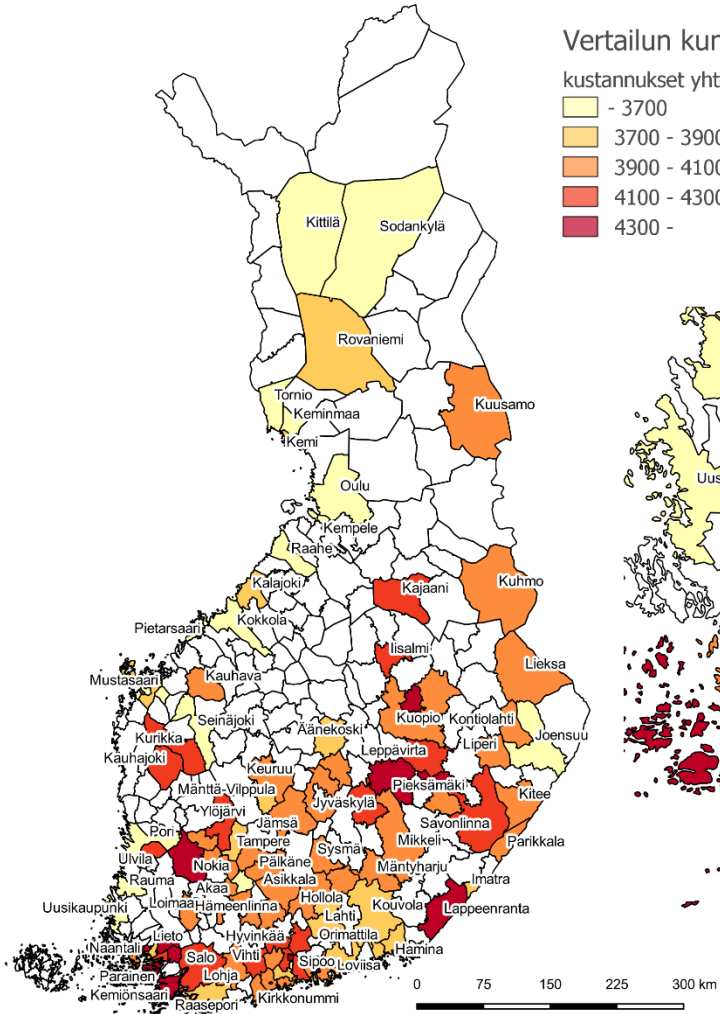 Vertailun kun
kustannukset yht
- 3700
3700 - 3900
3900 - 4100
4100 - 4300
4300 -
Kittilä
Sodankylä
Rovaniemi
Tornio
Keminmaa
Kuusamo
Kemi
Uus
Oulu
Kempele
Raahe
Kalajoki
Kajaani
Kuhmo
Kokkola
Pietarsaari
Iisalmi
Mustasaari
Kauhava
Lieksa
Seinäjoki
Kuopio
Kontiolahti
Äänekoski
Joensuu
Kurikka
Leppävirta
Liperi
Kauhajoki
Keuruu
Pieksämäki
Kitee
Mänttä-Vilppula
Jyväskylä
Savonlinna
Ylöjärvi
Jämsä
Pori
Tampere
Sysmä
Mikkeli
Parikkala
Ulvila
Nokia
Pälkäne
Mäntyharju
Rauma
Akaa
Asikkala
Imatra
Uusikaupunki
Loimaa
Hämeenlinna
Hollola
Kouvola
Lappeenranta
Lahti
Lieto
Hyvinkää
Orimattila
Hamina
Naantali
Salo
Vihti
Sipoo
Loviisa
Parainen
Lohja
Kemiönsaari
Kirkkonummi
Raasepori
0 75 150 225 300 km